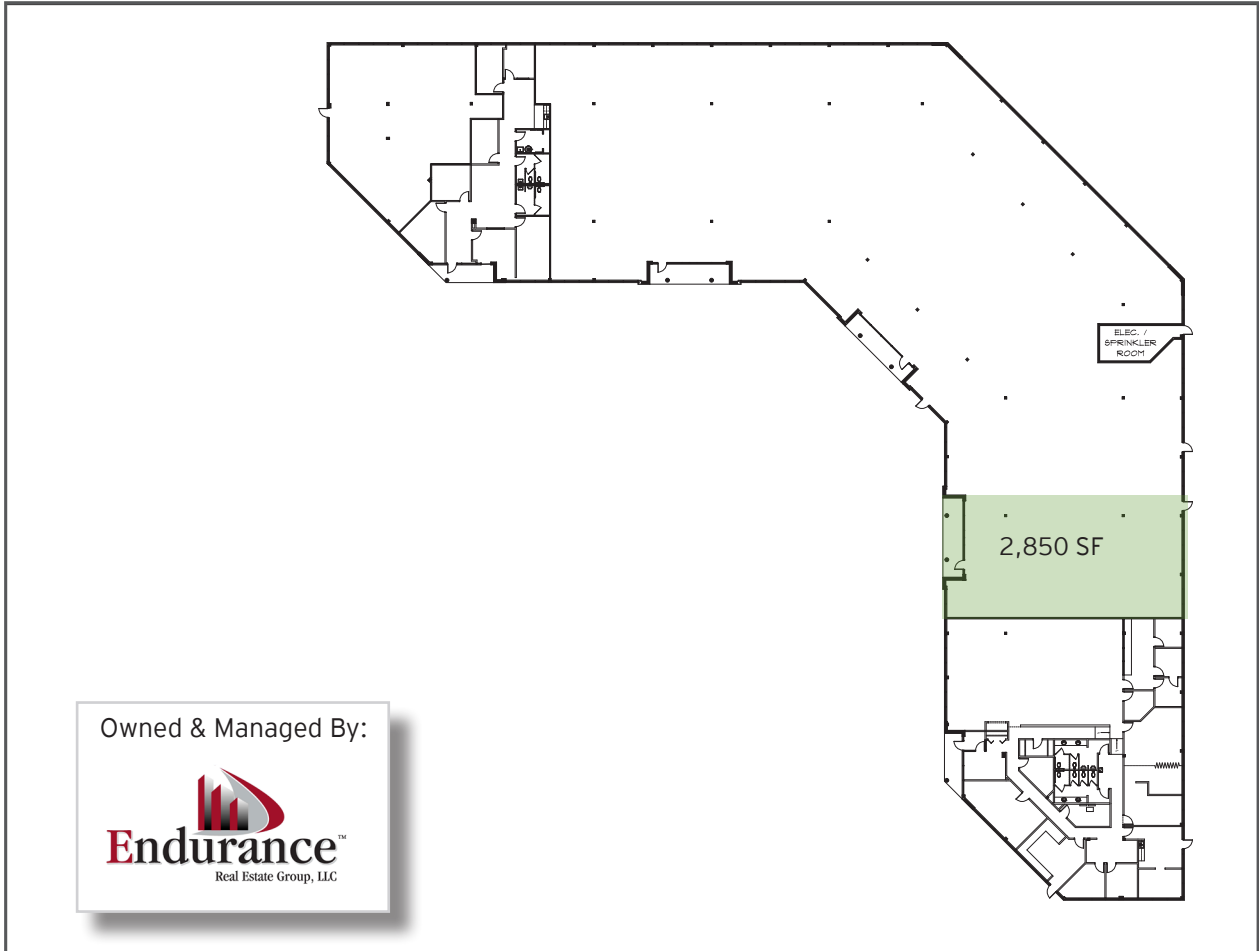 ELEC. /
SPRINKLER
ROOM
2,850 SF
Owned & Managed By:
Endurance™
Real Estate Group, LLC